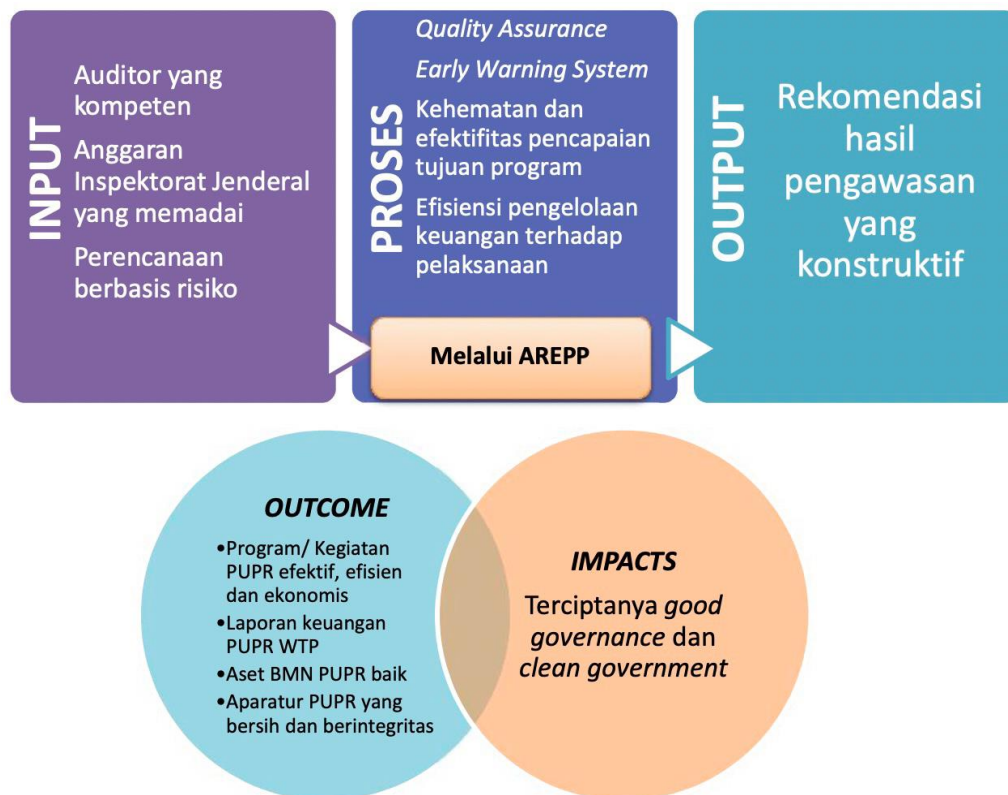 INPUT
Auditor yang
kompeten
Anggaran
Inspektorat Jenderal
yang memadai
Perencanaan
berbasis risiko
PROSES
Quality Assurance
Early Warning System
Kehematan dan
efektifitas pencapaian
tujuan program
Efisiensi pengelolaan
keuangan terhadap
pelaksanaan
Melalui AREPP
OUTPUT
Rekomendasi
hasil
pengawasan
yang
konstruktif
OUTCOME
•Program/ Kegiatan
PUPR efektif, efisien
dan ekonomis
•Laporan keuangan
PUPR WTP
•Aset BMN PUPR baik
•Aparatur PUPR yang
bersih dan berintegritas
IMPACTS
Terciptanya good
governance dan
clean government